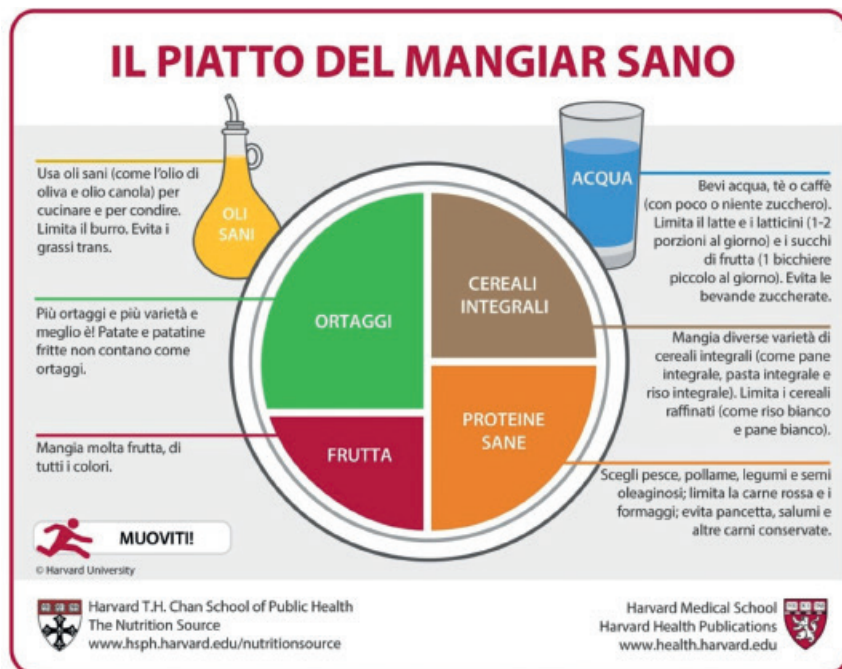 IL PIATTO DEL MANGIAR SANO
Usa oli sani (come l'olio di
oliva e olio canola) per
cucinare e per condire.
Limita il burro. Evita i
grassi trans.
OLI
SANI
ACQUA
Bevi acqua, tè o caffè
(con poco o niente zucchero).
Limita il latte e i latticini (1-2
porzioni al giorno) e i succhi
di frutta (1 bicchiere
piccolo al giorno). Evita le
bevande zuccherate.
Più ortaggi e più varietà e
meglio è! Patate e patatine
fritte non contano come
ortaggi.
ORTAGGI
CEREALI
INTEGRALI
Mangia diverse varietà di
cereali integrali (come pane
integrale, pasta integrale e
riso integrale). Limita i cereali
raffinati (come riso bianco
e pane bianco).
Mangia molta frutta, di
tutti i colori.
FRUTTA
PROTEINE
SANE
Scegli pesce, pollame, legumi e semi
oleaginosi; limita la carne rossa e i
formaggi; evita pancetta, salumi e
altre carni conservate.
MUOVITI!
© Harvard University
Harvard T.H. Chan School of Public Health
The Nutrition Source
www.hsph.harvard.edu/nutritionsource
Harvard Medical School
Harvard Health Publications
www.health.harvard.edu